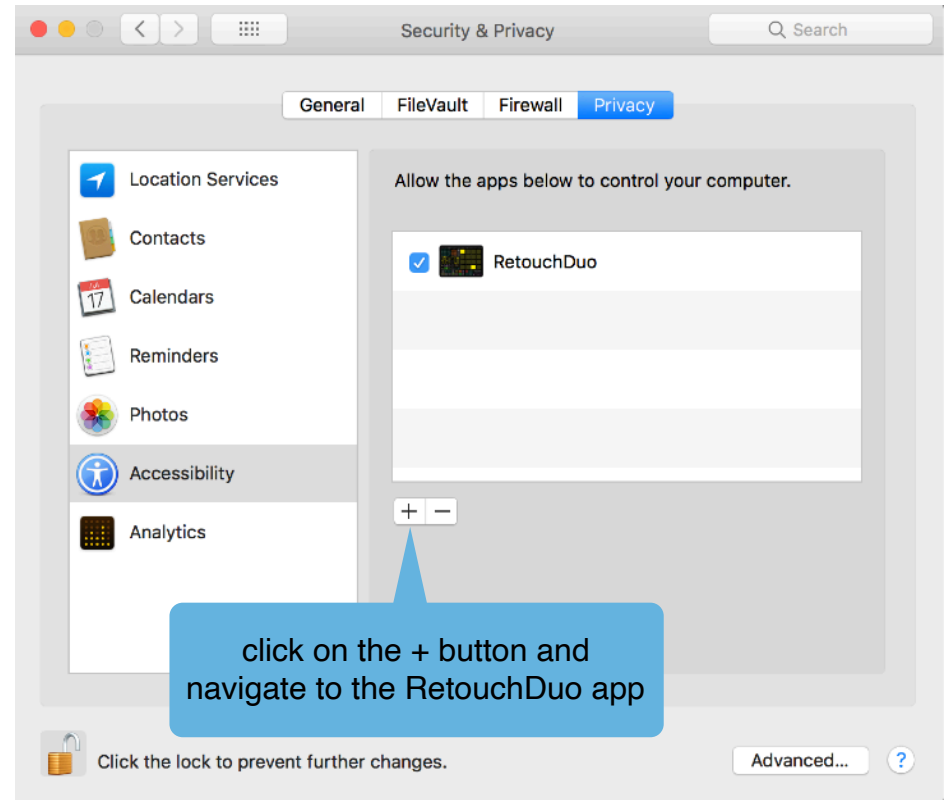 Security & Privacy
Search
General FileVault Firewall Privacy
Location Services
Contacts
17
Calendars
Reminders
Photos
Accessibility
Analytics
Allow the apps below to control your computer.
RetouchDuo
+ −
click on the + button and
navigate to the RetouchDuo app
Click the lock to prevent further changes.
Advanced... ?